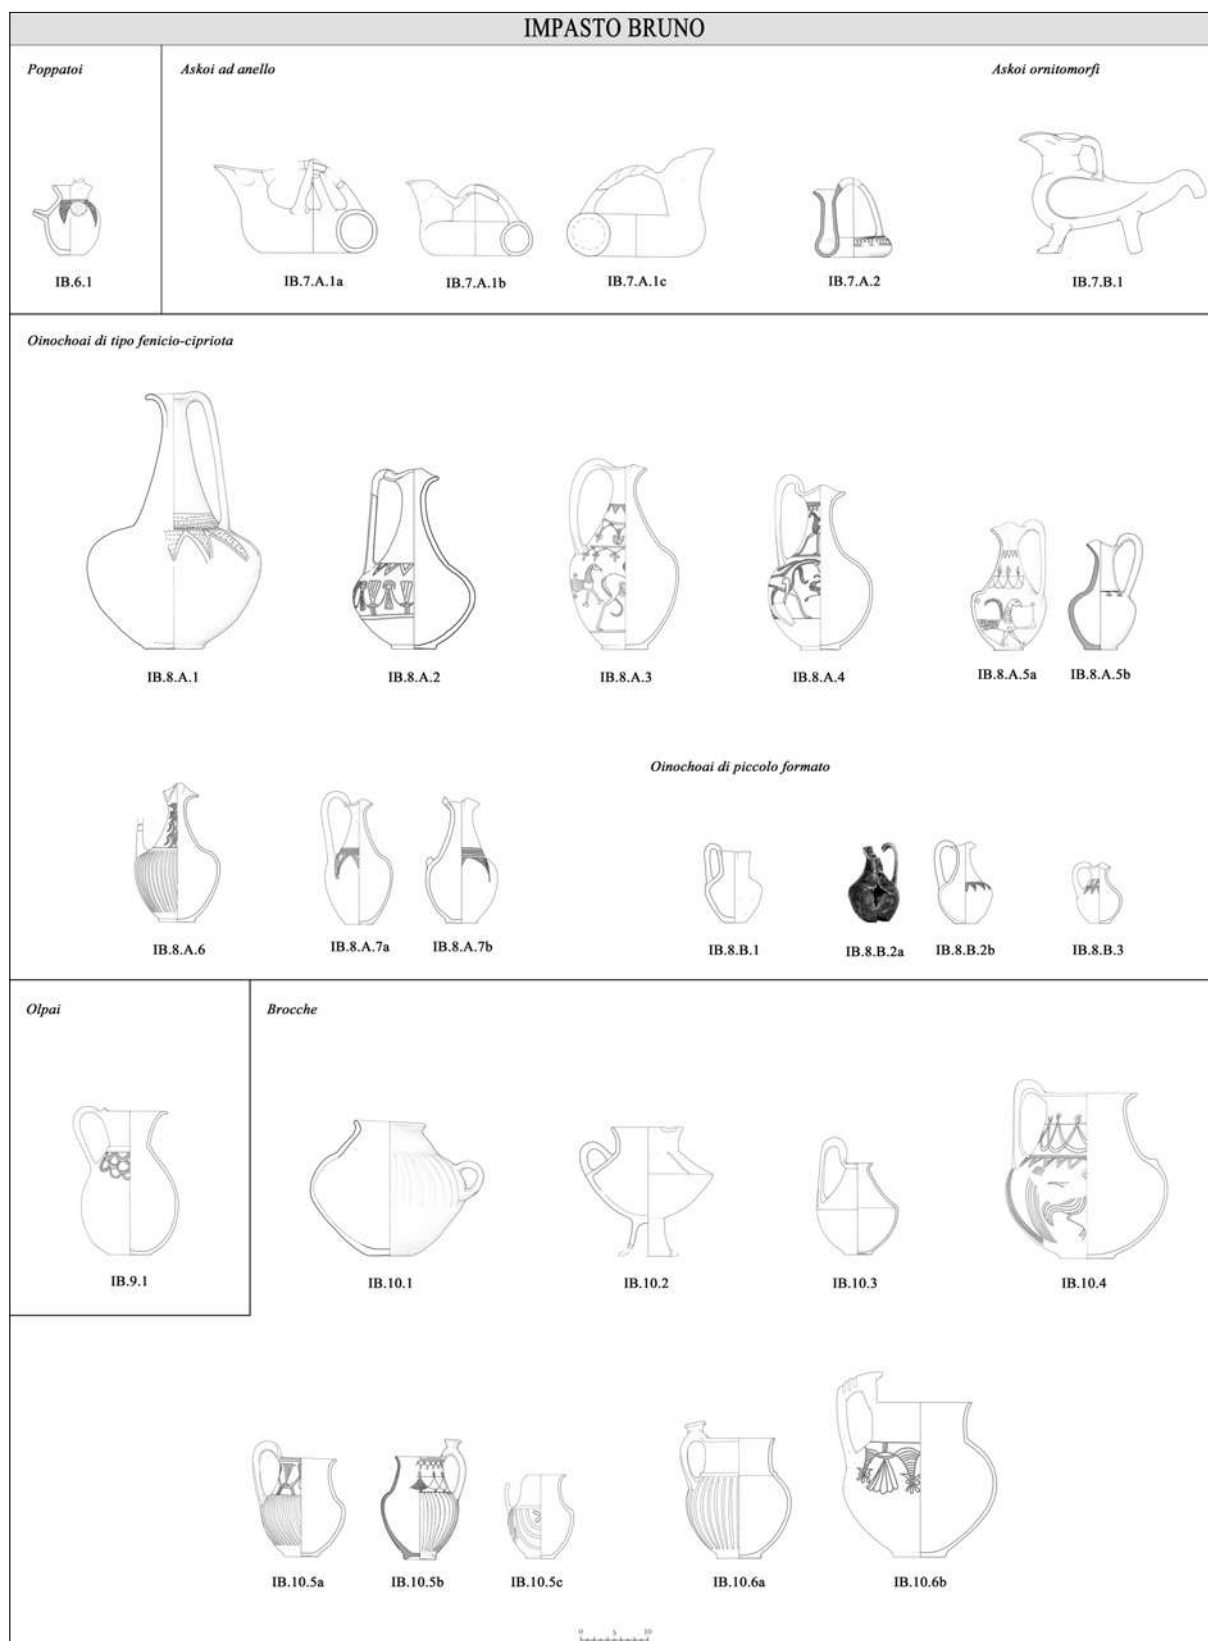 IMPASTO BRUNO
Poppatoi
Askoi ad anello
Askoi ornitomorfi
IB.6.1
IB.7.A.1a
IB.7.A.1b
IB.7.A.1c
IB.7.A.2
IB.7.B.1
Oinochoai di tipo fenicio-cipriota
IB.8.A.1
IB.8.A.2
IB.8.A.3
IB.8.A.4
IB.8.A.5a
IB.8.A.5b
Oinochoai di piccolo formato
IB.8.A.6
IB.8.A.7a
IB.8.A.7b
IB.8.B.1
IB.8.B.2a
IB.8.B.2b
IB.8.B.3
Olpai
Brocche
IB.9.1
IB.10.1
IB.10.2
IB.10.3
IB.10.4
IB.10.5a
IB.10.5b
IB.10.5c
IB.10.6a
IB.10.6b
0 5 10